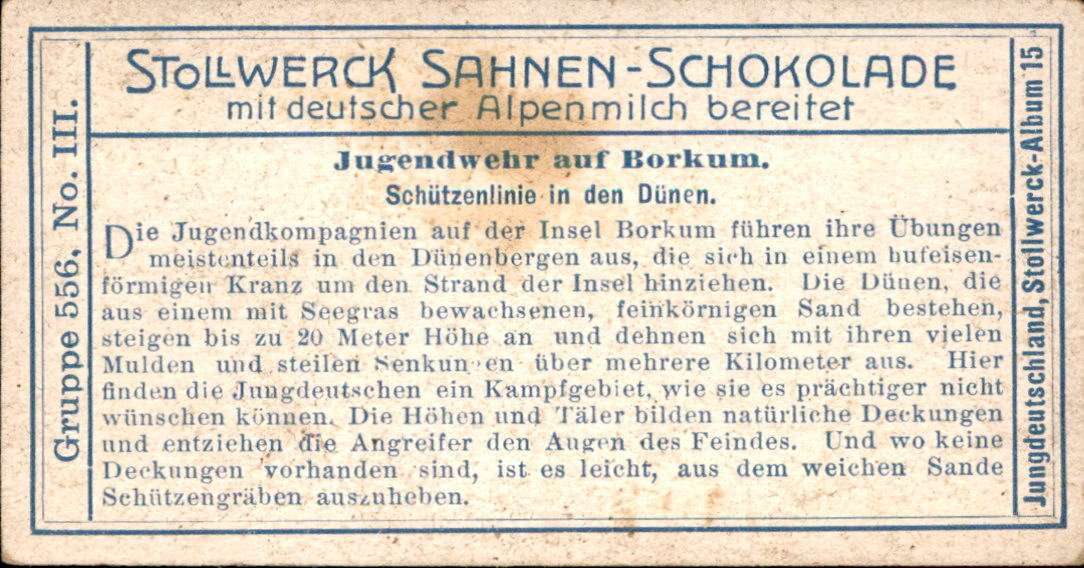 STOLLWERCK SAHNEN-SCHOKOLADE
mit deutscher Alpenmilch bereitet
Jugendwehr auf Borkum.
Schützenlinie in den Dünen.
Die Jugendkompagnien auf der Insel Borkum führen ihre Übungen
meistenteils in den Dünenbergen aus, die sich in einem hufeisen-
förmigen Kranz um den Strand der Insel hinziehen. Die Dünen, die
aus einem mit Seegras bewachsenen, feinkörnigen Sand bestehen,
steigen bis zu 20 Meter Höhe an und dehnen sich mit ihren vielen
Mulden und steilen Senkungen über mehrere Kilometer aus. Hier
finden die Jungdeutschen ein Kampfgebiet, wie sie es prächtiger nicht
wünschen können. Die Höhen und Täler bilden natürliche Deckungen
und entziehen die Angreifer den Augen des Feindes. Und wo keine
Deckungen vorhanden sind, ist es leicht, aus dem weichen Sande
Schützengräben auszuheben.
Gruppe 556, No. III.
Jungdeutschland, Stollwerck-Album 15